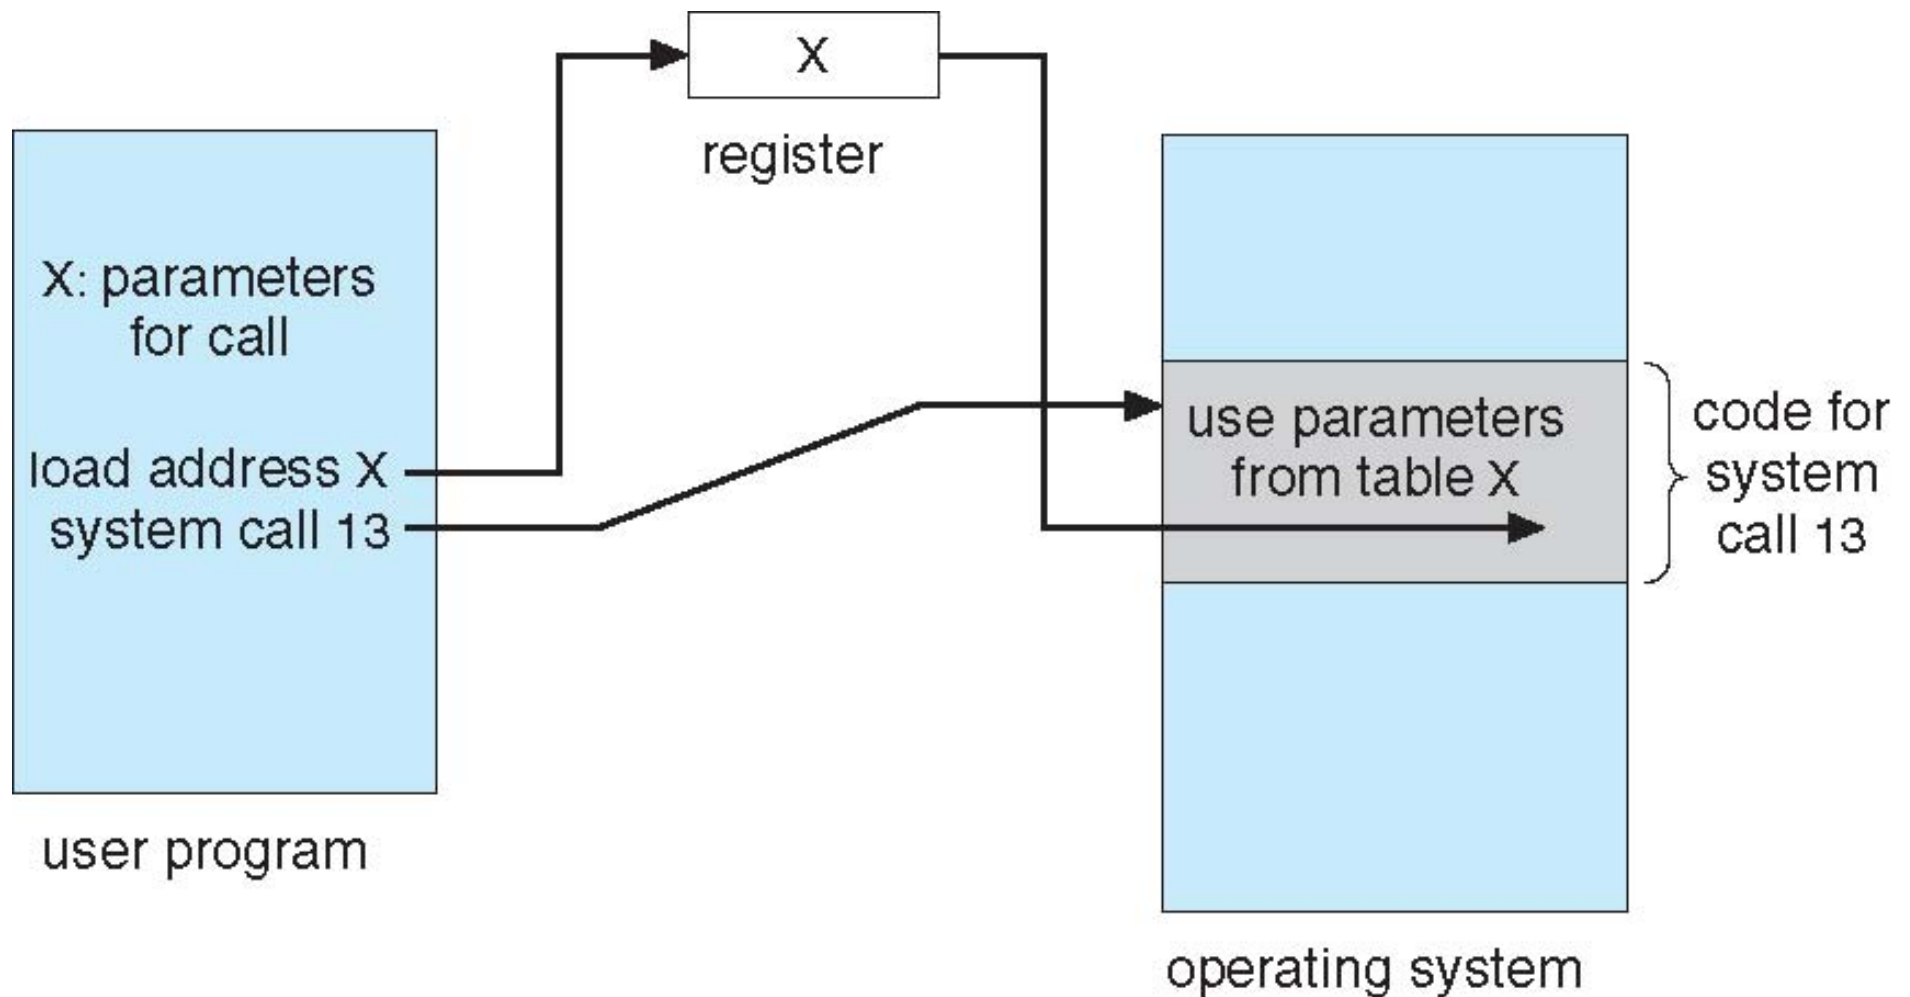 X
register
X: parameters
for call
load address X
system call 13
user program
use parameters
from table X
code for
system
call 13
operating system